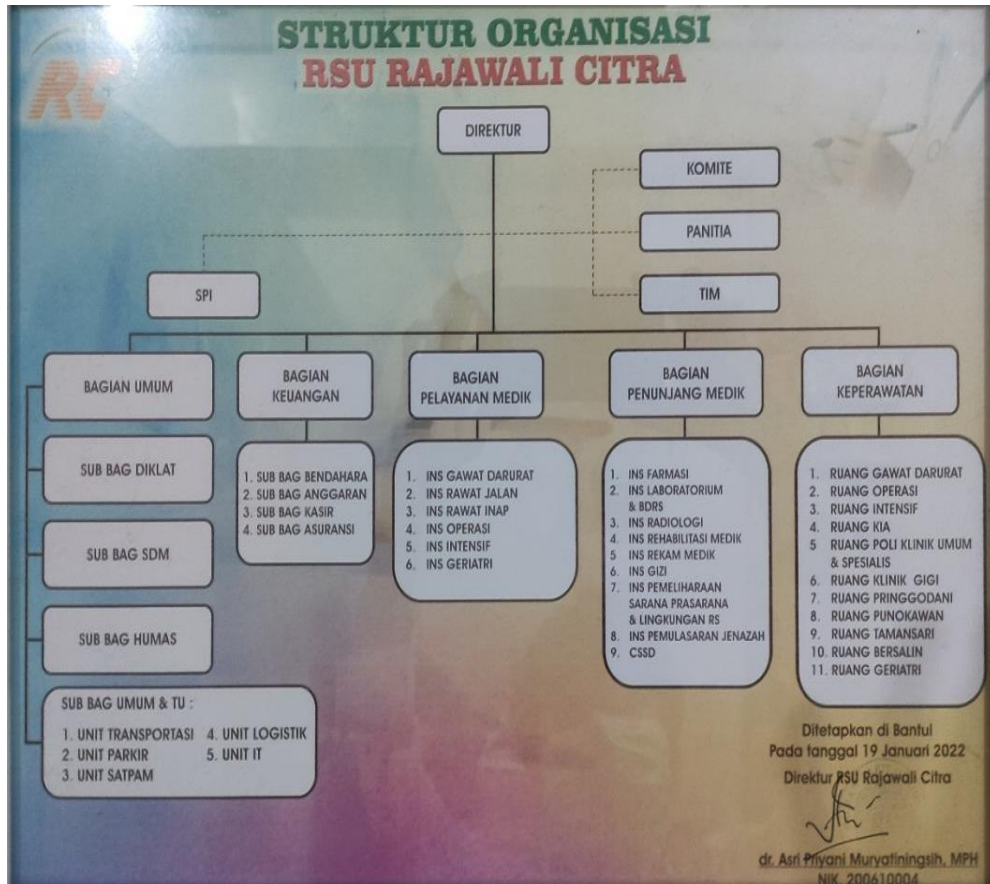 RC
STRUKTUR ORGANISASI
RSU RAJAWALI CITRA
DIREKTUR
KOMITE
PANITIA
SPI
TIM
BAGIAN UMUM
SUB BAG DIKLAT
SUB BAG SDM
SUB BAG HUMAS
SUB BAG UMUM & TU :
1. UNIT TRANSPORTASI
2. UNIT PARKIR
3. UNIT SATPAM
4. UNIT LOGISTIK
5. UNIT IT
BAGIAN
KEUANGAN
1. SUB BAG BENDAHARA
2. SUB BAG ANGGARAN
3. SUB BAG KASIR
4. SUB BAG ASURANSI
BAGIAN
PELAYANAN MEDIK
1. INS GAWAT DARURAT
2. INS RAWAT JALAN
3. INS RAWAT INAP
4. INS OPERASI
5. INS INTENSIF
6. INS GERIATRI
BAGIAN
PENUNJANG MEDIK
1. INS FARMASI
2. INS LABORATORIUM
& BDRS
3. INS RADIOLOGI
4. INS REHABILITASI MEDIK
5 INS REKAM MEDIK
6. INS GIZI
7. INS PEMELIHARAAN
SARANA PRASARANA
& LINGKUNGAN RS
8. INS PEMULASARAN JENAZAH
9. CSSD
BAGIAN
KEPERAWATAN
1. RUANG GAWAT DARURAT
2. RUANG OPERASI
3. RUANG INTENSIF
4. RUANG KIA
5 RUANG POLI KLINIK UMUM
& SPESIALIS
6. RUANG KLINIK GIGI
7. RUANG PRINGGODANI
8. RUANG PUNOKAWAN
9. RUANG TAMANSARI
10. RUANG BERSALIN
11. RUANG GERIATRI
Ditetapkan di Bantul
Pada tanggal 19 Januari 2022
Direktur RSU Rajawali Citra
dr. Asri Priyani Muryatiningsih, MPH
NIK. 200610004